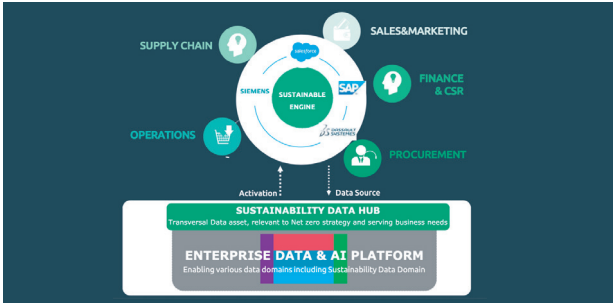 SALES&MARKETING
SUPPLY CHAIN
salesforce
SIEMENS
SAP
FINANCE
& CSR
SUSTAINABLE
ENGINE
DASSAULT
SYSTEMES
OPERATIONS
PROCUREMENT
Activation
Data Source
SUSTAINABILITY DATA HUB
Transversal Data asset, relevant to Net zero strategy and serving business needs
ENTERPRISE DATA & AI PLATFORM
Enabling various data domains including Sustainability Data Domain